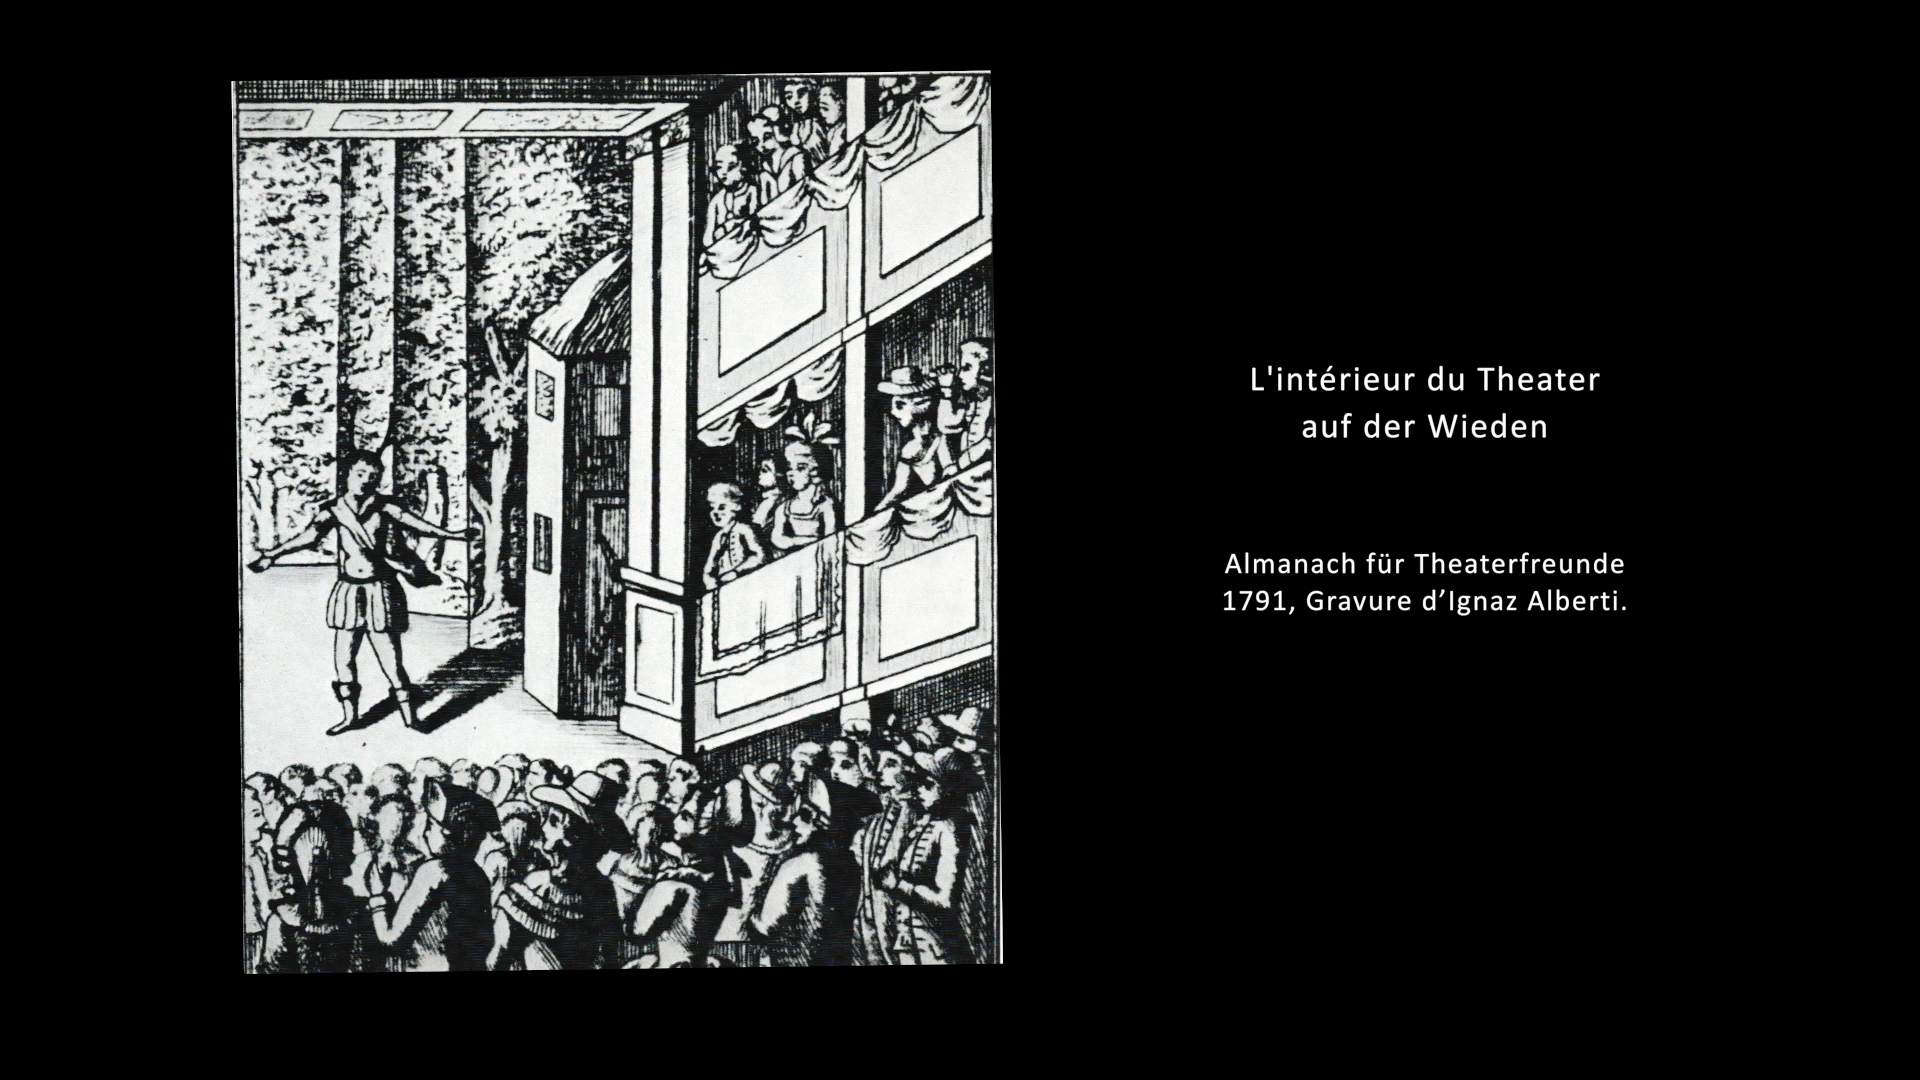 L'intérieur du Theater
auf der Wieden
Almanach für Theaterfreunde
1791, Gravure d’Ignaz Alberti.